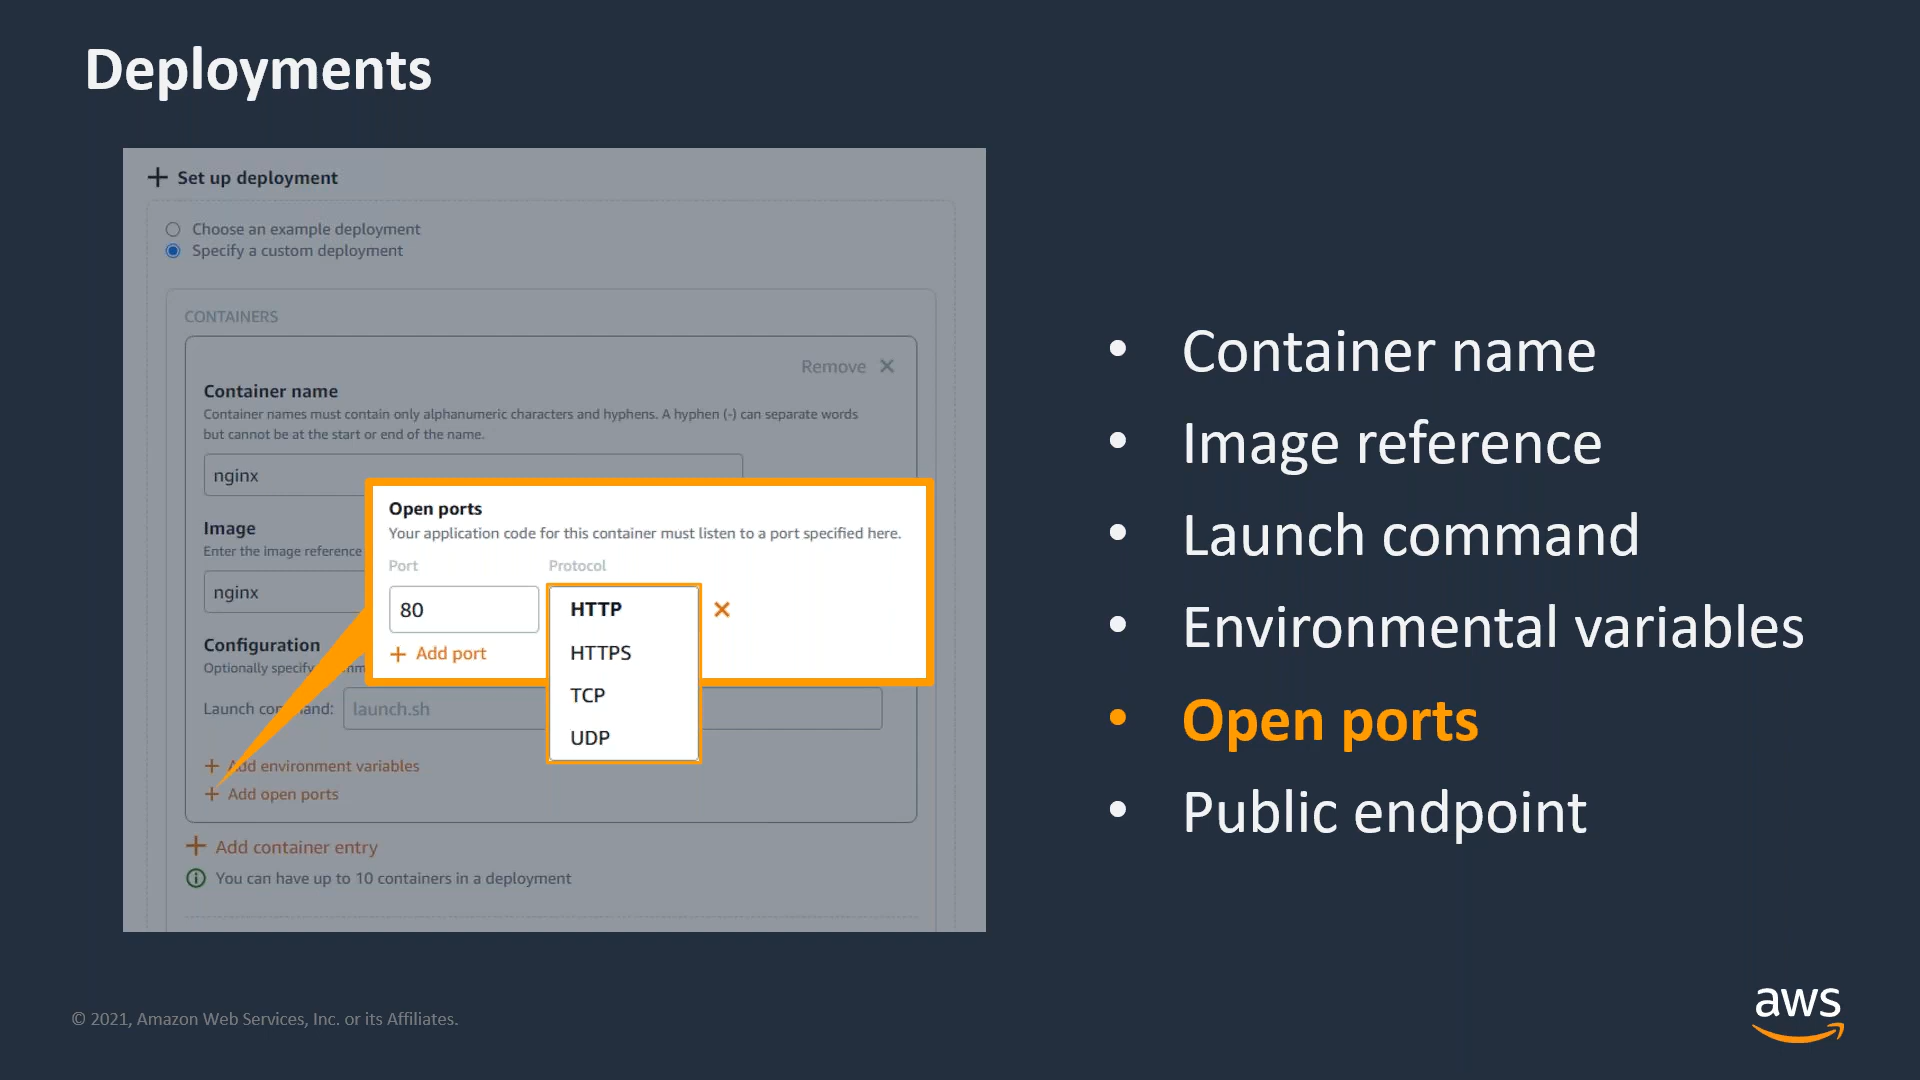 Deployments
Set up deployment
Choose an example deployment
Specify a custom deployment
CONTAINERS
Remove
Container name
Container names must contain only alphanumeric characters and hyphens. A hyphen (-) can separate words
but cannot be at the start or end of the name.
nginx
Image
Enter the image reference
nginx
Configuration
Optionally specify
Launch command:
launch.sh
Add environment variables
Add open ports
Add container entry
You can have up to 10 containers in a deployment
Open ports
Your application code for this container must listen to a port specified here.
Port Protocol
80
Add port
HTTP
HTTPS
TCP
UDP
• Container name
• Image reference
• Launch command
• Environmental variables
• Open ports
• Public endpoint
© 2021, Amazon Web Services, Inc. or its Affiliates.
aws